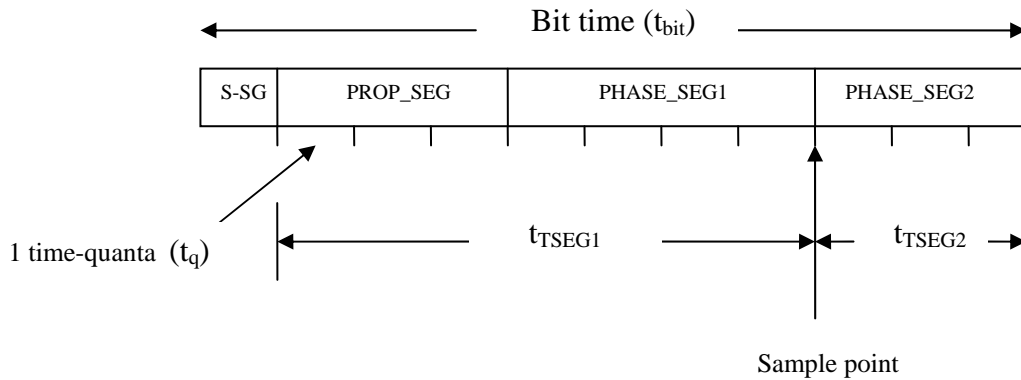 Bit time (tbit)
S-SG PROP_SEG PHASE_SEG1 PHASE_SEG2
1 time-quanta (tq)
tTSEG1 tTSEG2
Sample point